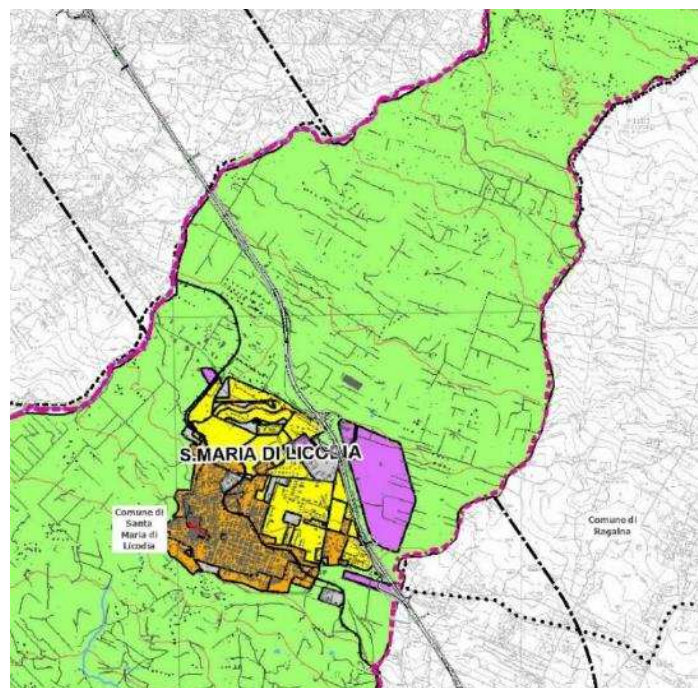 S.MARIA DI LICODIA
Comune di
Santa
Maria di
Licodia
Comune di
Ragalna